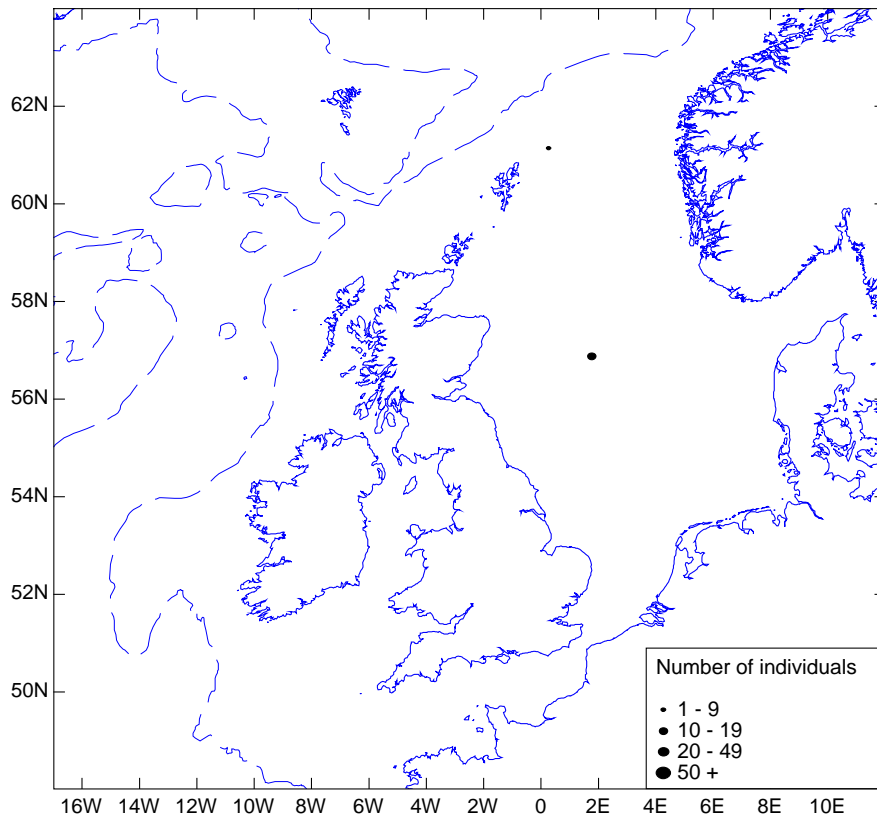 62N
60N
58N
56N
54N
52N
50N
Number of individuals
1 - 9
10 - 19
20 - 49
50 +
16W 14W 12W 10W 8W 6W 4W 2W 0 2E 4E 6E 8E 10E